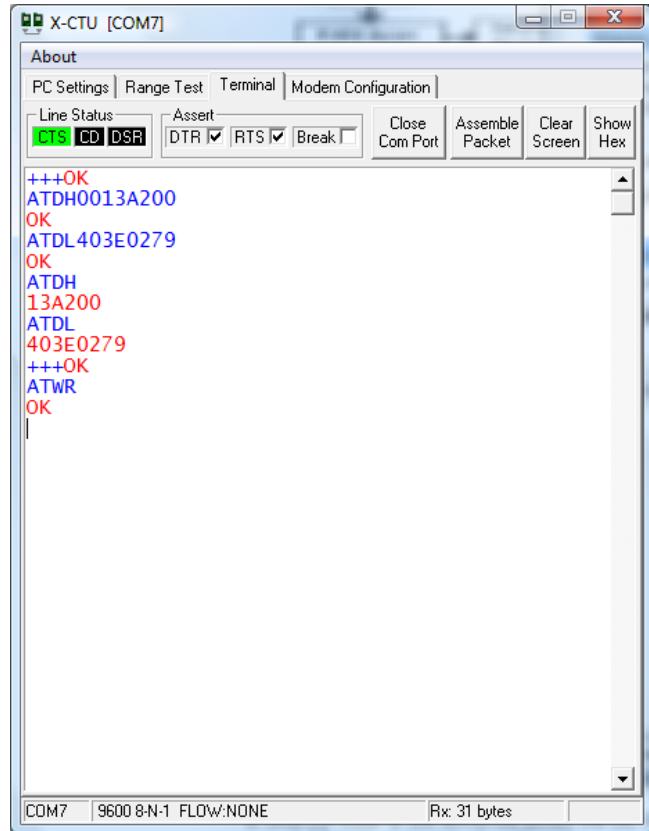 X-CTU [COM7]
About
PC Settings Range Test Terminal Modem Configuration
Line Status
CTS CD DSR
Assert
DTR RTS Break
Close Com Port
Assemble Packet
Clear Screen
Show Hex
+++OK
ATDH0013A200
OK
ATDL403E0279
OK
ATDH
13A200
ATDL
403E0279
+++OK
ATWR
OK
COM7 9600 8-N-1 FLOW:NONE Rx: 31 bytes